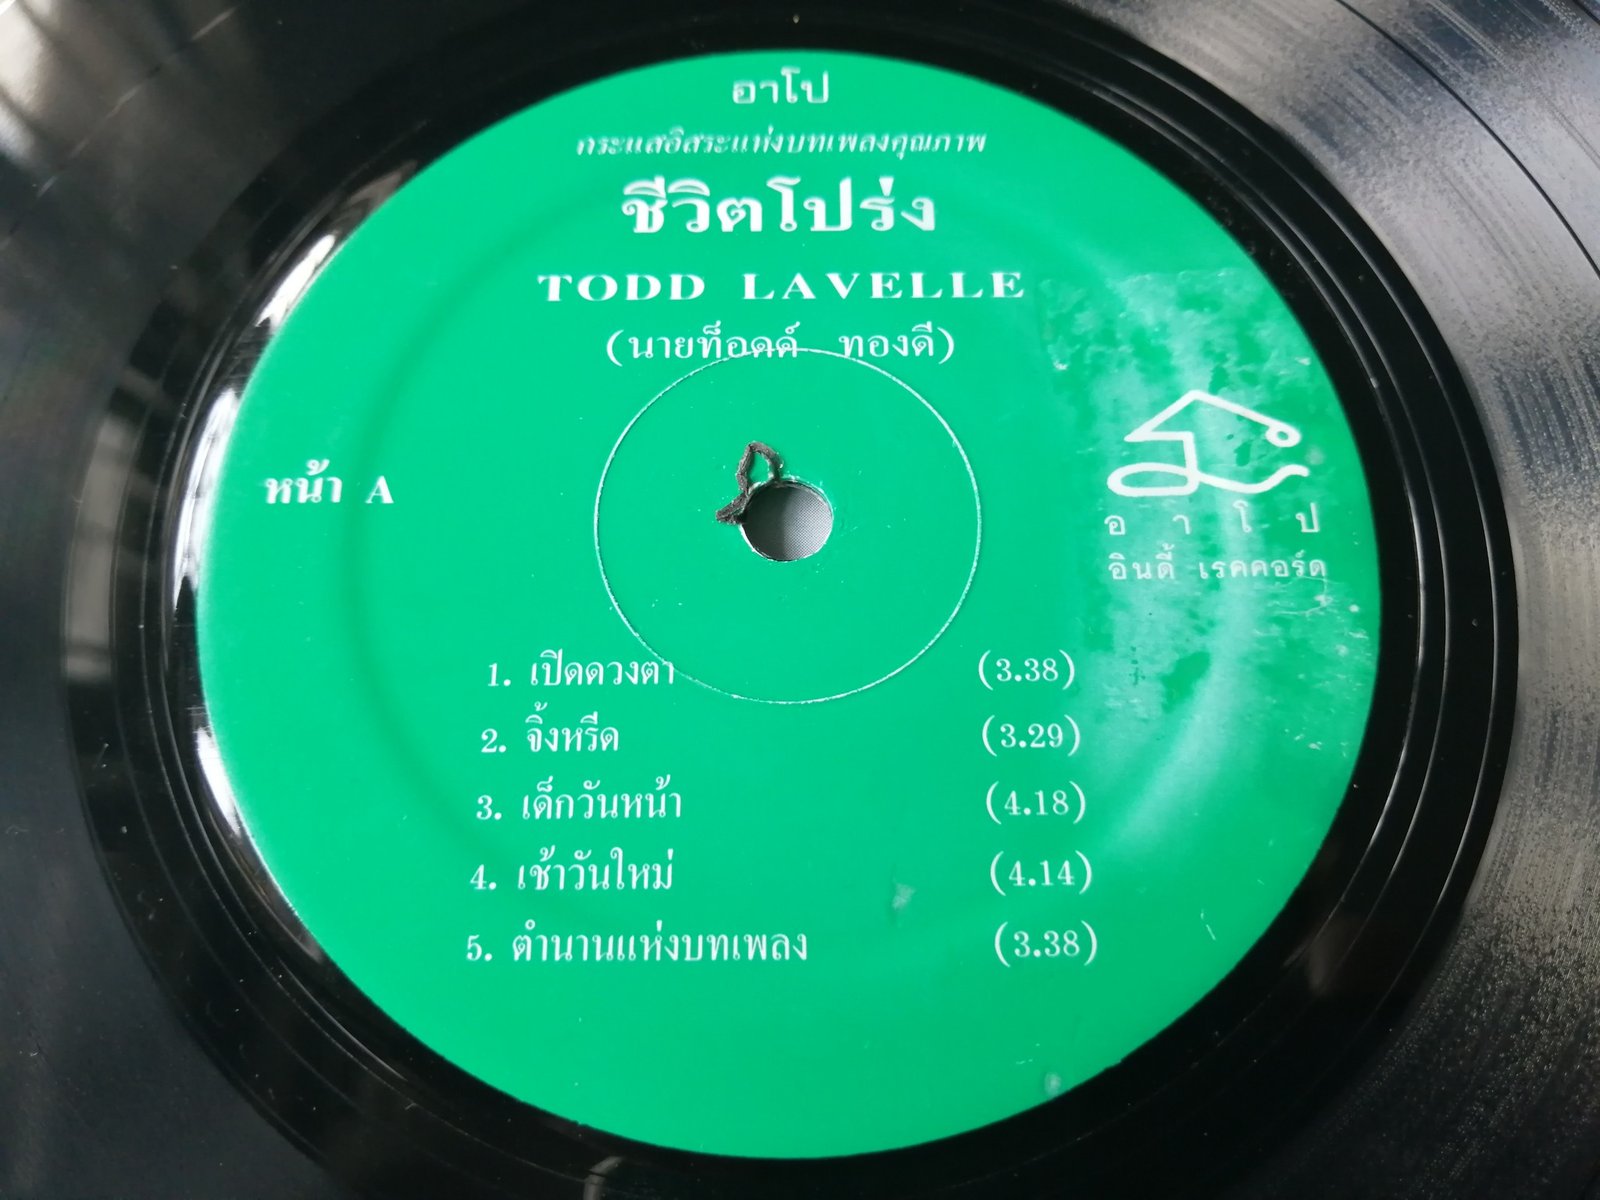 อาโป
กระแสอิสระแห่งบทเพลงคุณภาพ
ชีวิตโปร่ง
TODD LAVELLE
(นายท็อดด์ ทองดี)
หน้า A
อาโป
อินดี้ เรคคอร์ด
1. เปิดดวงตา (3.38)
2. จิ้งหรีด (3.29)
3. เด็กวันหน้า (4.18)
4. เช้าวันใหม่ (4.14)
5. ตำนานแห่งบทเพลง (3.38)